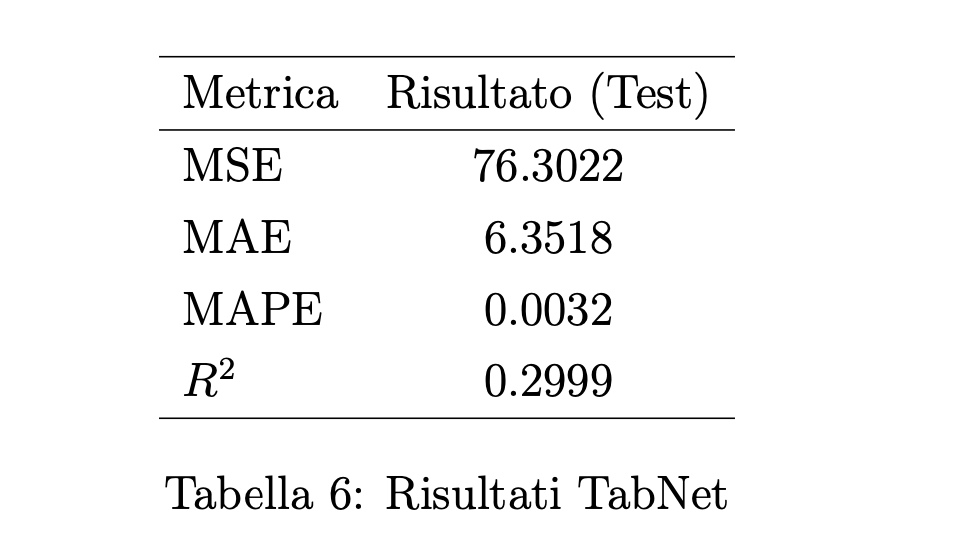 Metrica Risultato (Test)
MSE 76.3022
MAE 6.3518
MAPE 0.0032
R² 0.2999
Tabella 6: Risultati TabNet